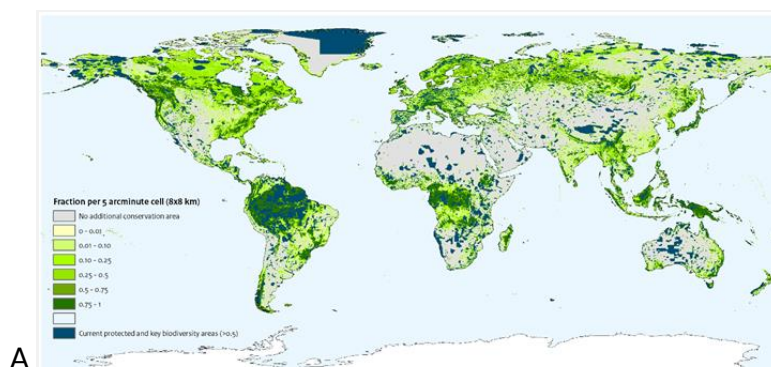 Fraction per 5 arcminute cell (8x8 km)
No additional conservation area
0 - 0.01
0.01 - 0.10
0.10 - 0.25
0.25 - 0.5
0.5 - 0.75
0.75 - 1
Current protected and key biodiversity areas (>0.5)
A